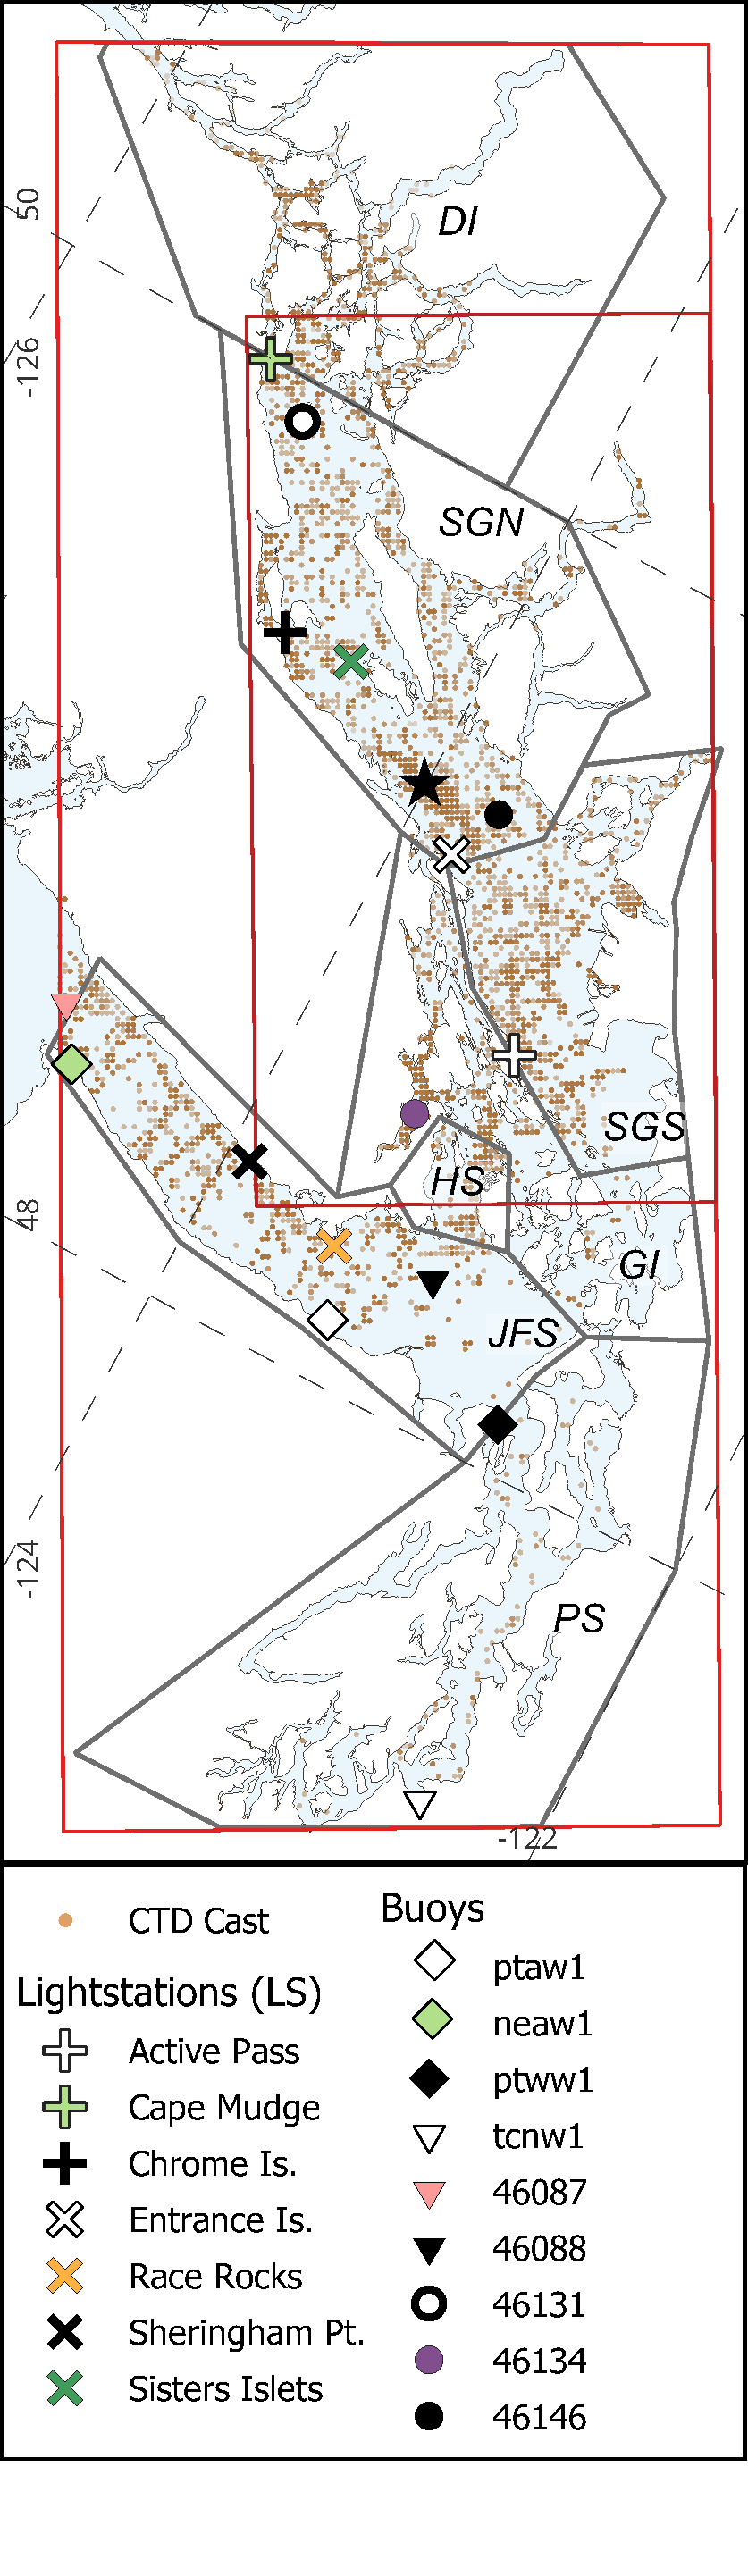 DI
50
-126
SGN
SGS
HS
48
GI
JFS
-124
PS
-122
CTD Cast
Lightstations (LS)
Active Pass
Cape Mudge
Chrome Is.
Entrance Is.
Race Rocks
Sheringham Pt.
Sisters Islets
Buoys
ptaw1
neaw1
ptww1
tcnw1
46087
46088
46131
46134
46146